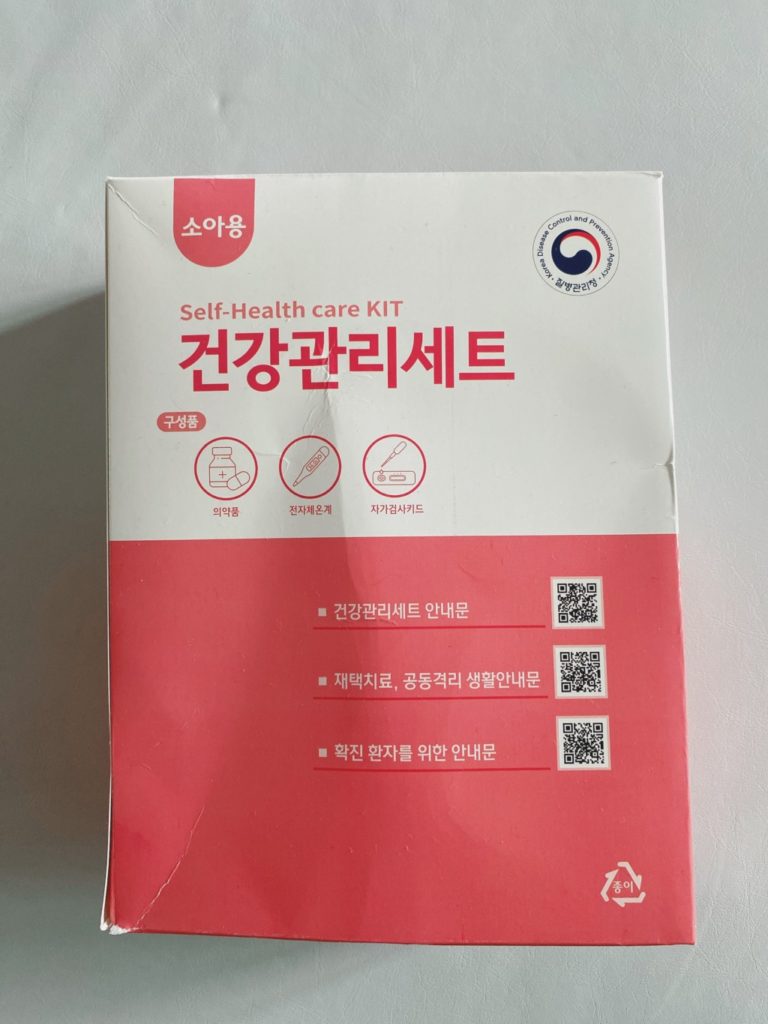 소아용
Korea Disease Control and Prevention Agency
질병관리청
Self-Health care KIT
건강관리세트
구성품
의약품
전자체온계
자가검사키드
건강관리세트 안내문
재택치료, 공동격리 생활안내문
확진 환자를 위한 안내문
종이